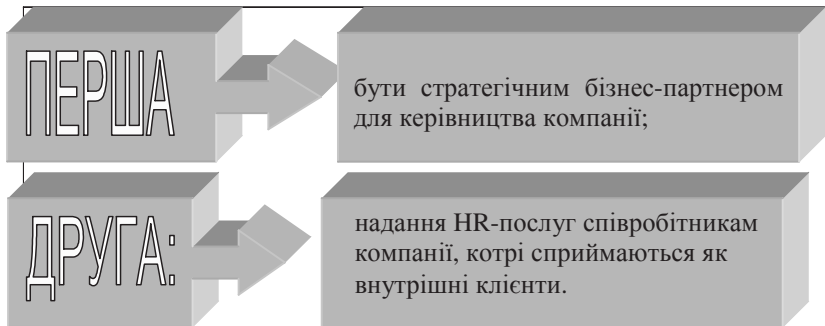 ПЕРША
бути стратегічним бізнес-партнером
для керівництва компанії;
ДРУГА:
надання HR-послуг співробітникам
компанії, котрі сприймаються як
внутрішні клієнти.